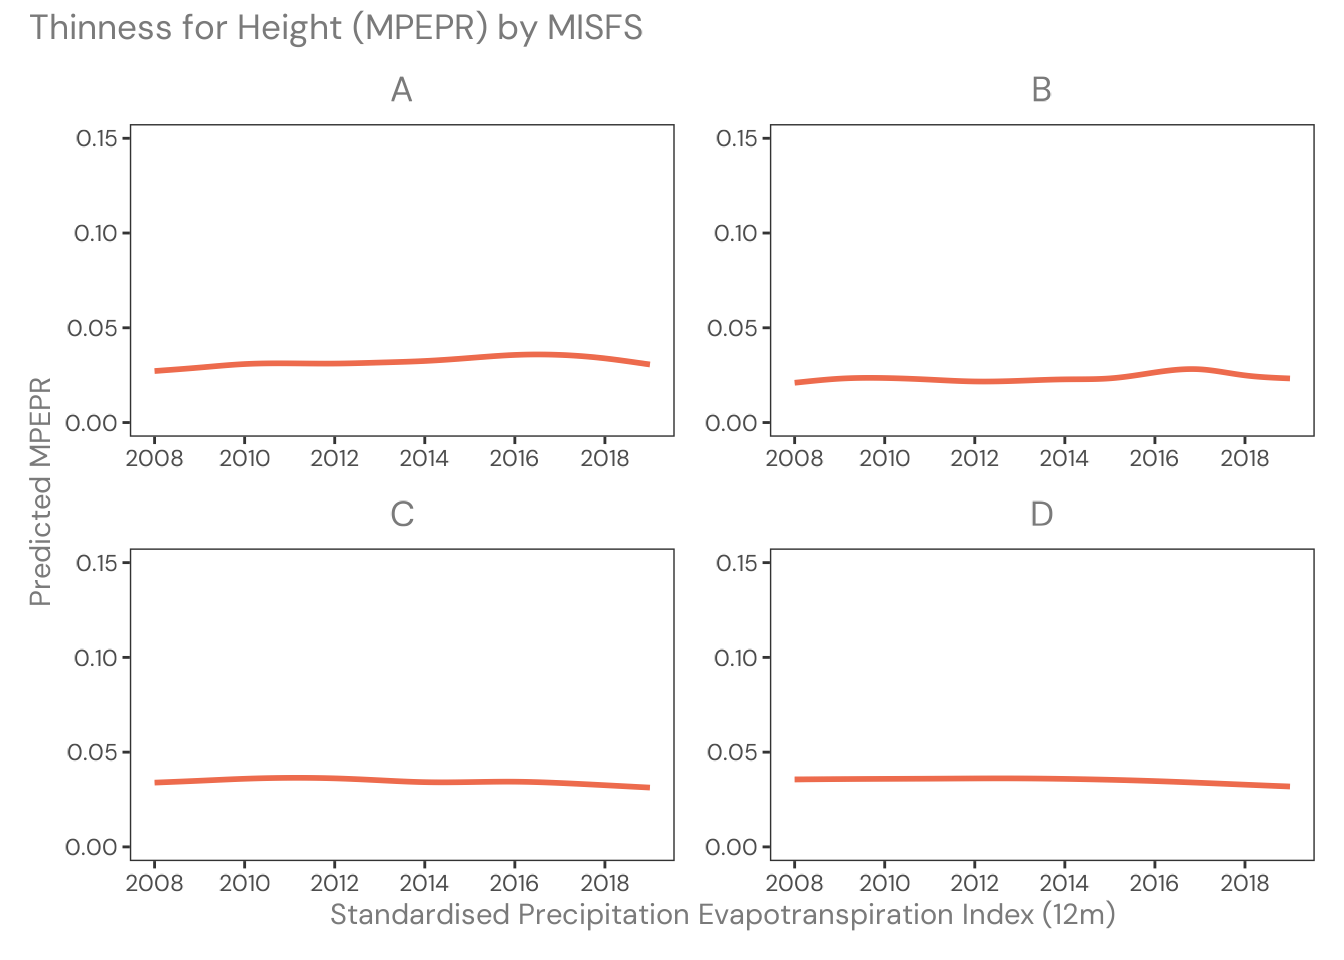 Thinness for Height (MPEPR) by MISFS
A
B
0.15
0.10
0.05
0.00
0.15
0.10
0.05
0.00
2008 2010 2012 2014 2016 2018
2008 2010 2012 2014 2016 2018
Predicted MPEPR
C
D
0.15
0.10
0.05
0.00
0.15
0.10
0.05
0.00
2008 2010 2012 2014 2016 2018
2008 2010 2012 2014 2016 2018
Standardised Precipitation Evapotranspiration Index (12m)